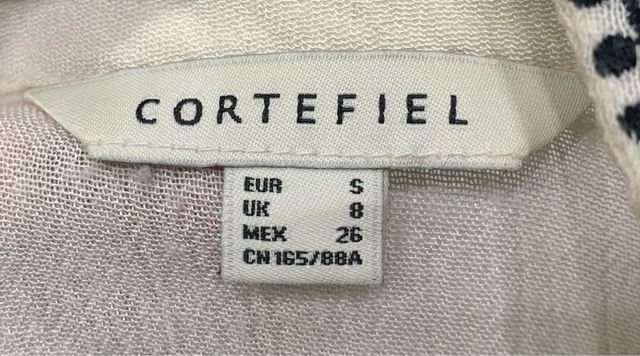 CORTEFIEL
EUR S
UK 8
MEX 26
CN 165/88A